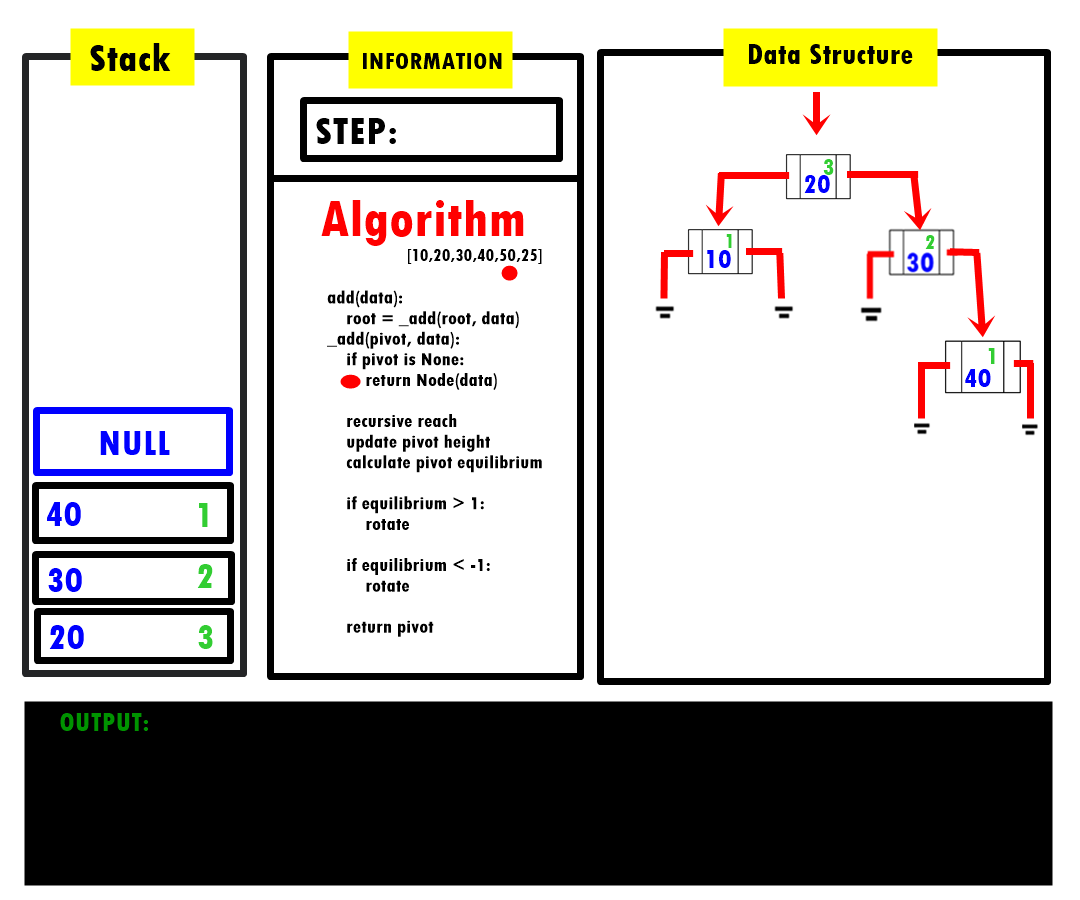 Stack
NULL
40 1
30 2
20 3
INFORMATION
STEP:
Algorithm
[10,20,30,40,50,25]
add(data):
root = _add(root, data)
_add(pivot, data):
if pivot is None:
return Node(data)
recursive reach
update pivot height
calculate pivot equilibrium
if equilibrium > 1:
rotate
if equilibrium < -1:
rotate
return pivot
Data Structure
3
20
1
10
2
30
1
40
OUTPUT: